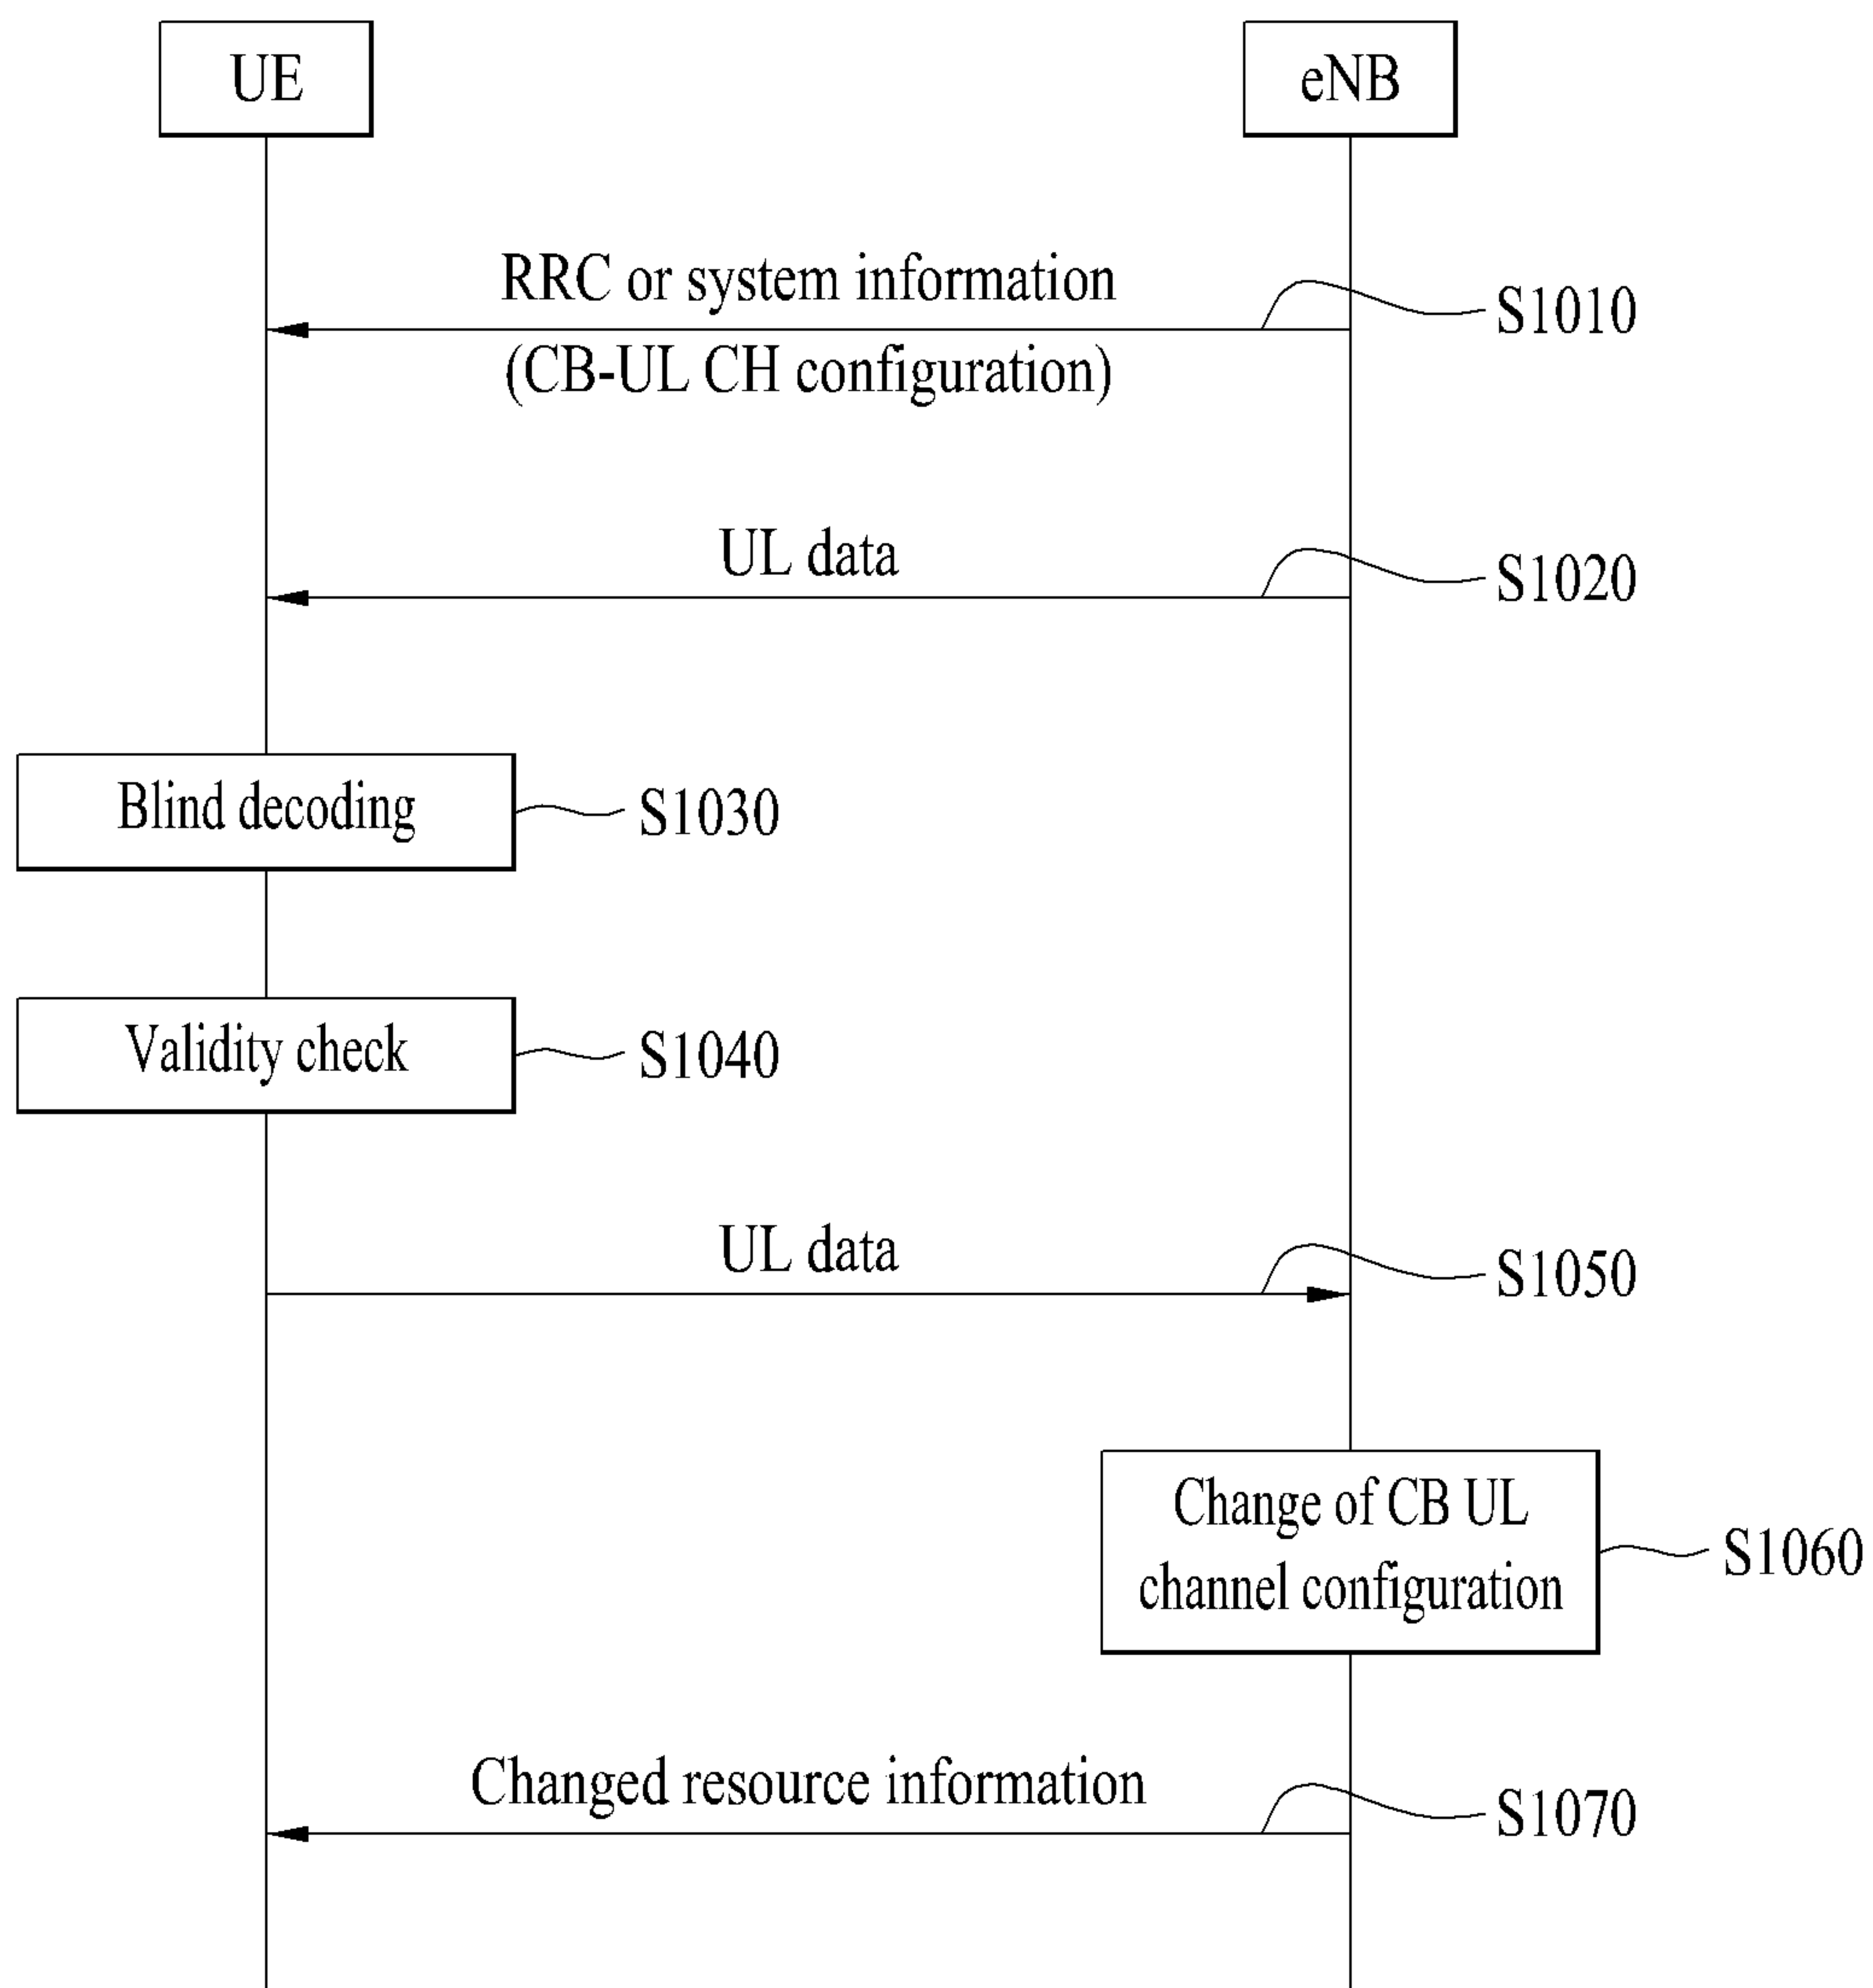 UE
eNB
RRC or system information
(CB-UL CH configuration)
S1010
UL data
S1020
Blind decoding
S1030
Validity check
S1040
UL data
S1050
Change of CB UL
channel configuration
S1060
Changed resource information
S1070